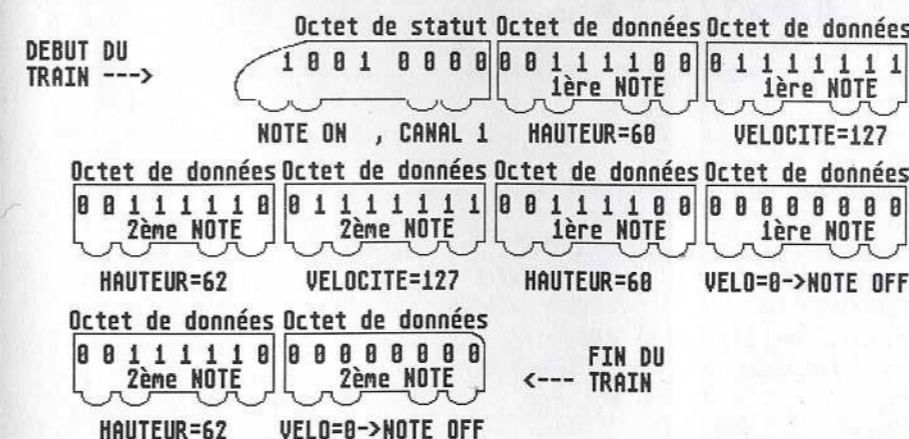 Octet de statut Octet de données Octet de données
DEBUT DU
TRAIN --->
1 0 0 1 0 0 0 0 0 0 1 1 1 1 0 0 0 1 1 1 1 1 1 1
1ère NOTE 1ère NOTE
NOTE ON , CANAL 1 HAUTEUR=60 VELOCITE=127
Octet de données Octet de données Octet de données Octet de données
0 0 1 1 1 1 1 0 0 1 1 1 1 1 1 1 0 0 1 1 1 1 0 0 0 0 0 0 0 0 0 0
2ème NOTE 2ème NOTE 1ère NOTE 1ère NOTE
HAUTEUR=62 VELOCITE=127 HAUTEUR=60 VELO=0->NOTE OFF
Octet de données Octet de données
0 0 1 1 1 1 1 0 0 0 0 0 0 0 0 0
2ème NOTE 2ème NOTE
FIN DU
<--- TRAIN
HAUTEUR=62 VELO=0->NOTE OFF